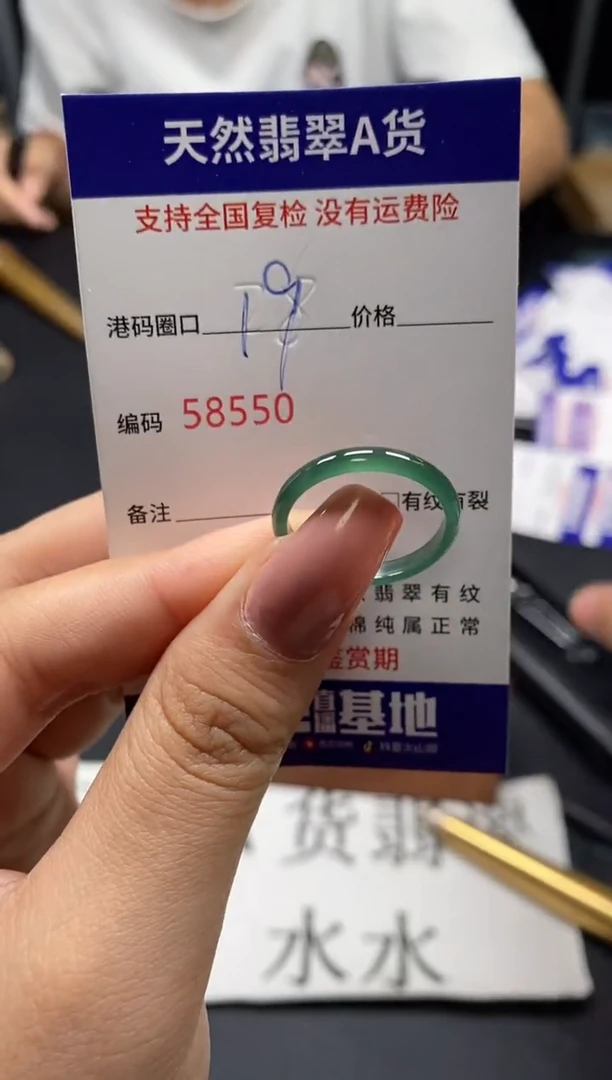 天然翡翠A货
支持全国复检 没有运费险
港码圈口 19 价格
编码 58550
备注 □有纹有裂
翡翠有纹
棉纯属正常
鉴赏期
基地
货翡
水水